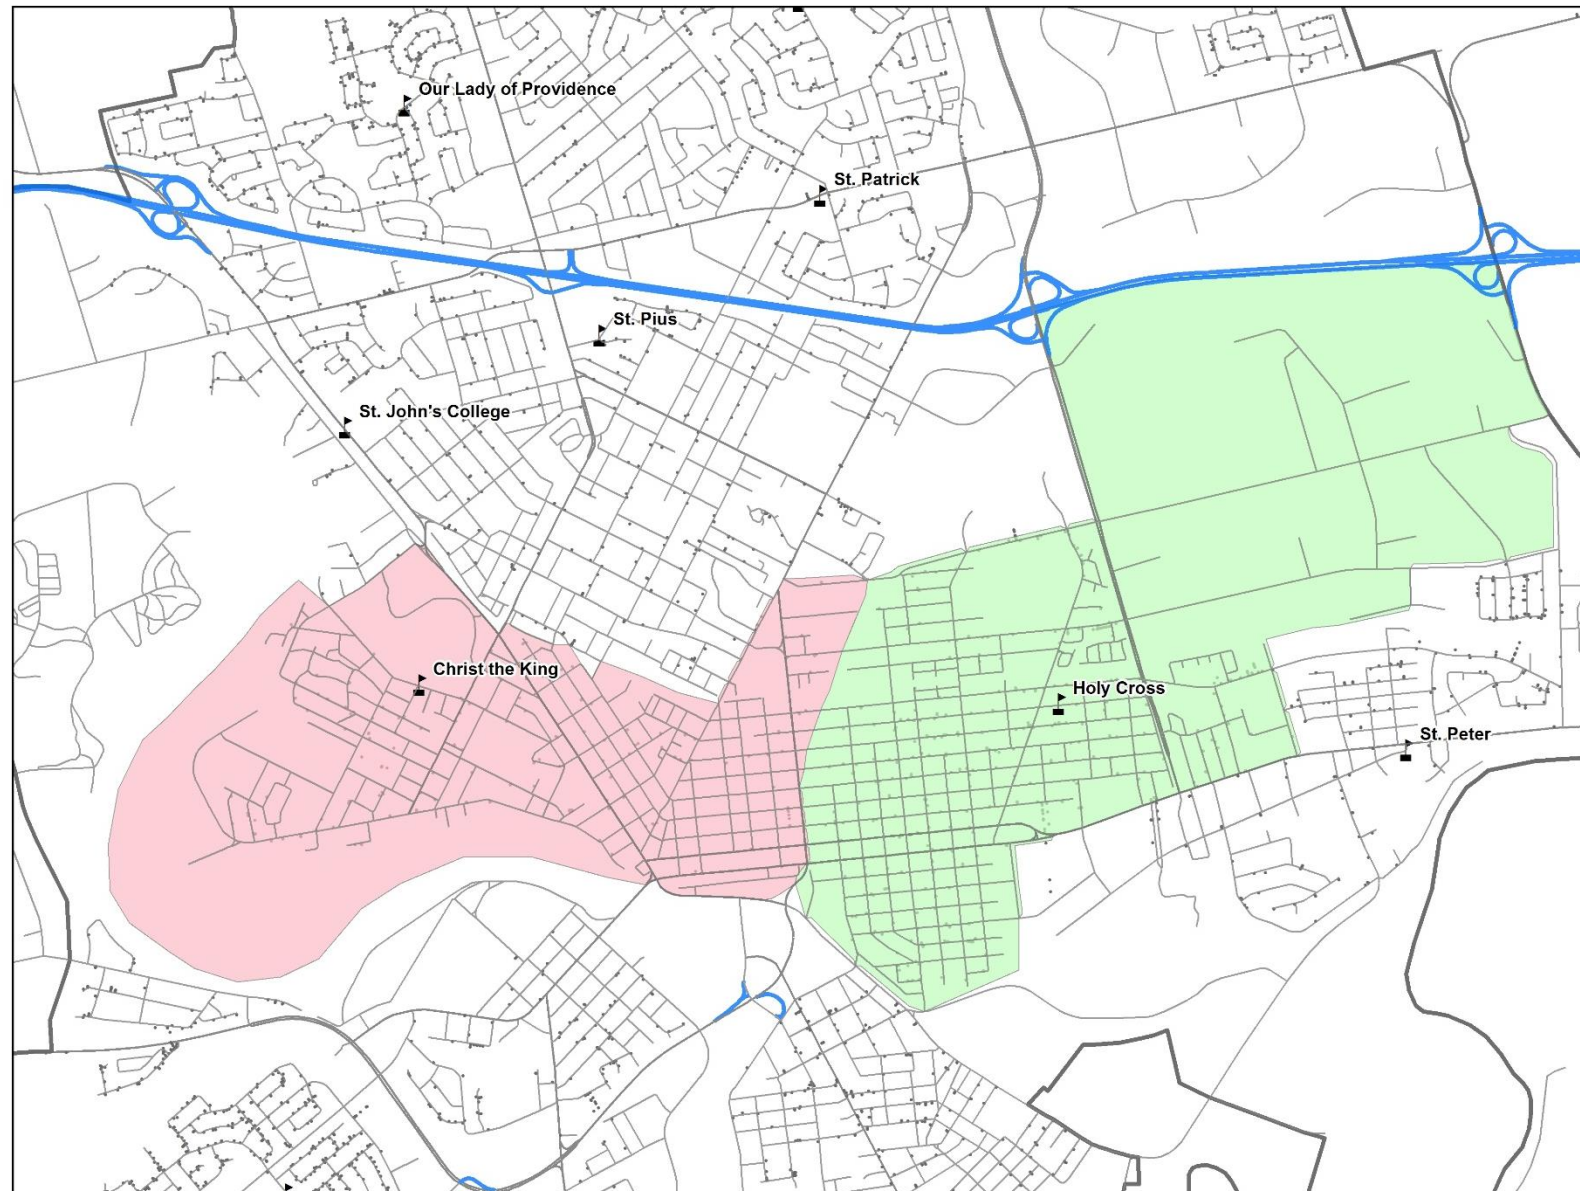 Our Lady of Providence
St. Patrick
St. Pius
St. John's College
Christ the King
Holy Cross
St. Peter